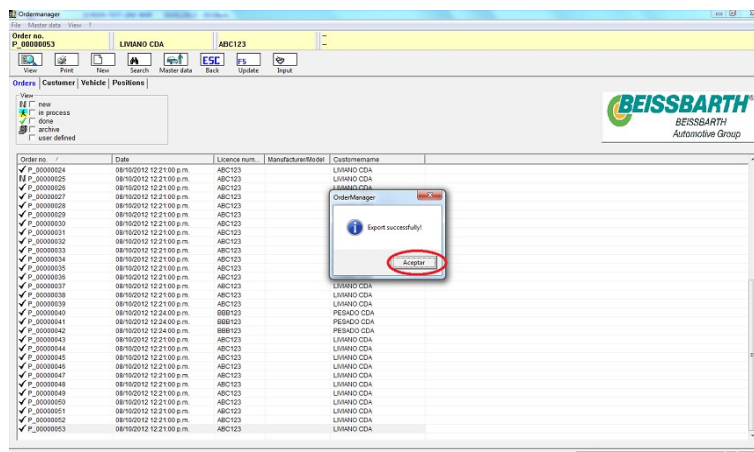 Ordermanager
File Master data View ?
Order no.
P_00000053 LIVIANO CDA ABC123
View Print New Search Master data Back Update Input
ESC F5
Orders Customer Vehicle Positions
View
new
in process
done
archive
user defined
BEISSBARTH
BEISSBARTH
Automotive Group
Order no. / Date Licence num... Manufacturer/Model Customername
P_00000024 08/10/2012 12:21:00 p.m. ABC123 LIVIANO CDA
P_00000025 08/10/2012 12:21:00 p.m. ABC123 LIVIANO CDA
P_00000026 08/10/2012 12:21:00 p.m. ABC123 LIVIANO CDA
P_00000027 08/10/2012 12:21:00 p.m. ABC123
P_00000028 08/10/2012 12:21:00 p.m. ABC123
P_00000029 08/10/2012 12:21:00 p.m. ABC123
P_00000030 08/10/2012 12:21:00 p.m. ABC123
P_00000031 08/10/2012 12:21:00 p.m. ABC123
P_00000032 08/10/2012 12:21:00 p.m. ABC123
P_00000033 08/10/2012 12:21:00 p.m. ABC123
P_00000034 08/10/2012 12:21:00 p.m. ABC123
P_00000035 08/10/2012 12:21:00 p.m. ABC123
P_00000036 08/10/2012 12:21:00 p.m. ABC123
P_00000037 08/10/2012 12:21:00 p.m. ABC123 LIVIANO CDA
P_00000038 08/10/2012 12:21:00 p.m. ABC123 LIVIANO CDA
P_00000039 08/10/2012 12:21:00 p.m. ABC123 LIVIANO CDA
P_00000040 08/10/2012 12:24:00 p.m. BBB123 PESADO CDA
P_00000041 08/10/2012 12:24:00 p.m. BBB123 PESADO CDA
P_00000042 08/10/2012 12:24:00 p.m. BBB123 PESADO CDA
P_00000043 08/10/2012 12:21:00 p.m. ABC123 LIVIANO CDA
P_00000044 08/10/2012 12:21:00 p.m. ABC123 LIVIANO CDA
P_00000045 08/10/2012 12:21:00 p.m. ABC123 LIVIANO CDA
P_00000046 08/10/2012 12:21:00 p.m. ABC123 LIVIANO CDA
P_00000047 08/10/2012 12:21:00 p.m. ABC123 LIVIANO CDA
P_00000048 08/10/2012 12:21:00 p.m. ABC123 LIVIANO CDA
P_00000049 08/10/2012 12:21:00 p.m. ABC123 LIVIANO CDA
P_00000050 08/10/2012 12:21:00 p.m. ABC123 LIVIANO CDA
P_00000051 08/10/2012 12:21:00 p.m. ABC123 LIVIANO CDA
P_00000052 08/10/2012 12:21:00 p.m. ABC123 LIVIANO CDA
P_00000053 08/10/2012 12:21:00 p.m. ABC123 LIVIANO CDA
OrderManager
Export successfully!
Aceptar